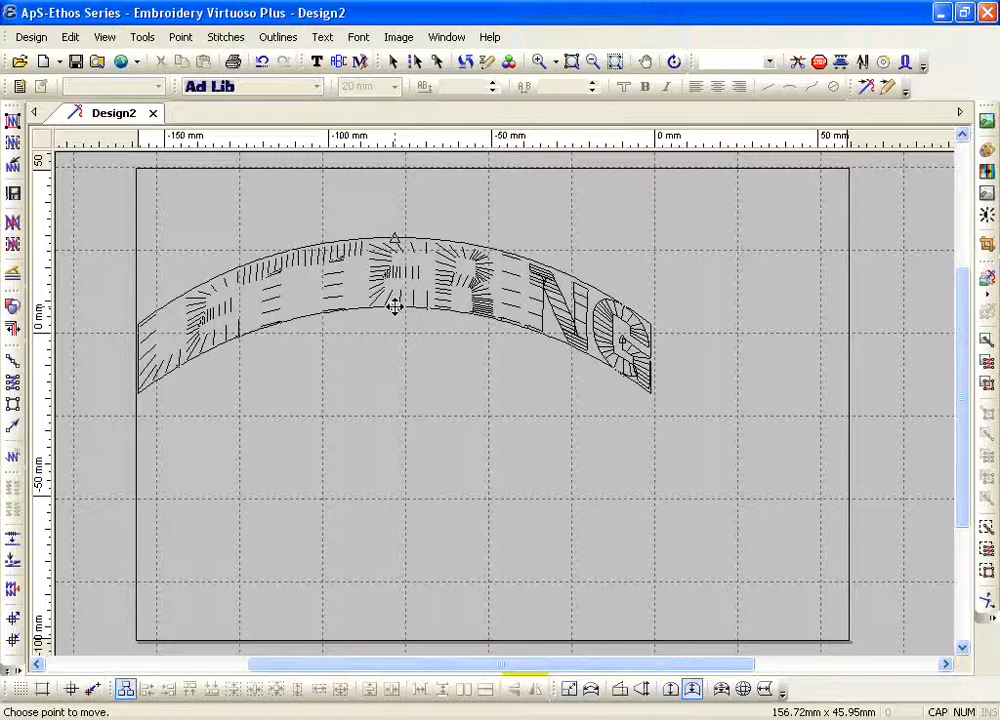 ApS-Ethos Series - Embroidery Virtuoso Plus - Design2
Design Edit View Tools Point Stitches Outlines Text Font Image Window Help
Ad Lib 20 mm
Design2
-150 mm -100 mm -50 mm 0 mm 50 mm
50
0 mm
-50 mm
-100 mm
NG
Choose point to move.
156.72mm x 45.95mm 0 CAP NUM INS